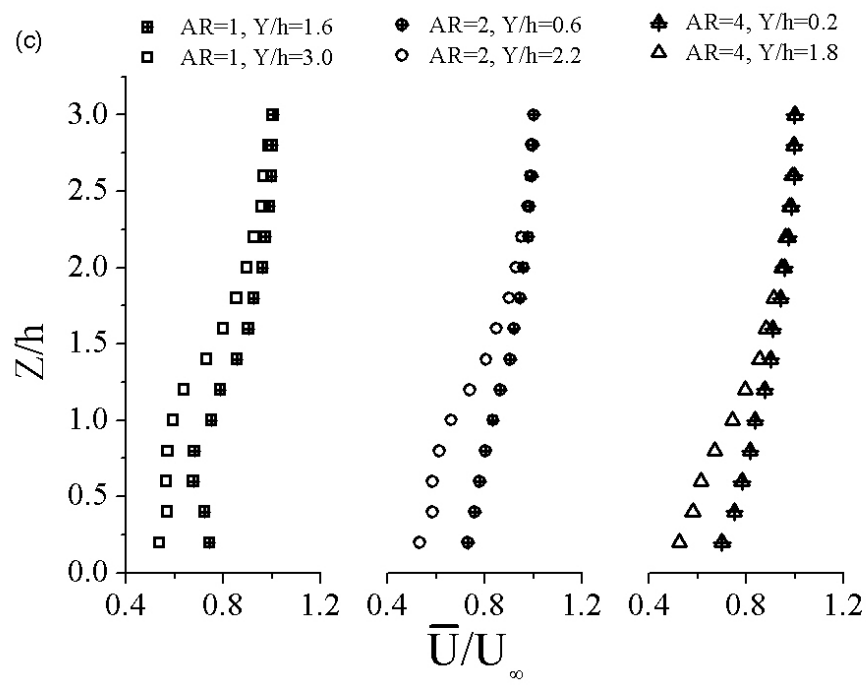 (c)
AR=1, Y/h=1.6 AR=2, Y/h=0.6 AR=4, Y/h=0.2
AR=1, Y/h=3.0 AR=2, Y/h=2.2 AR=4, Y/h=1.8
3.0
2.5
2.0
1.5
1.0
0.5
0.0
Z/h
0.4 0.8 1.2 0.4 0.8 1.2 0.4 0.8 1.2
U̅/U∞